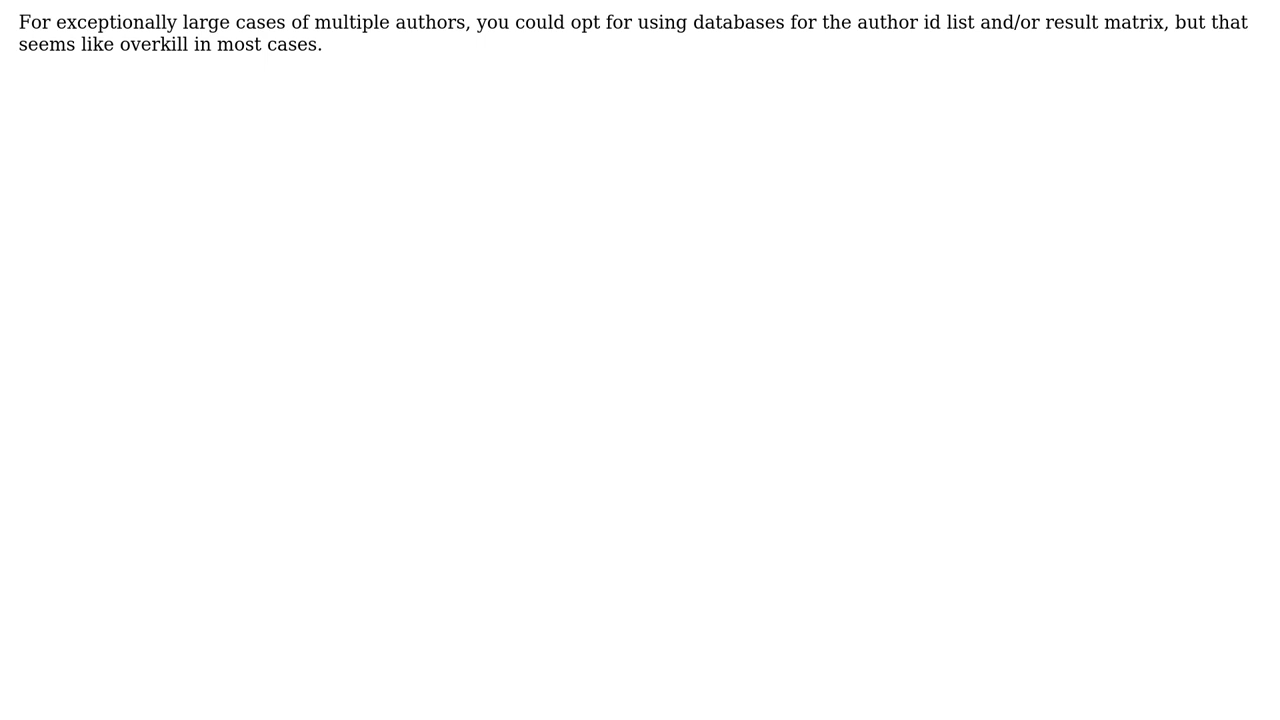 For exceptionally large cases of multiple authors, you could opt for using databases for the author id list and/or result matrix, but that
seems like overkill in most cases.